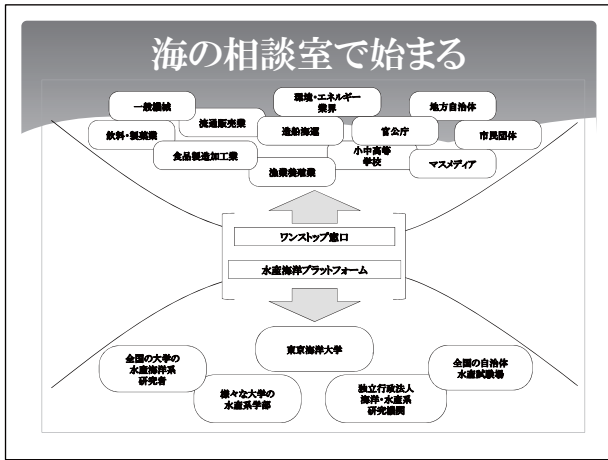 海の相談室で始まる
一般機械
流通販売業
環境・エネルギー
業界
地方自治体
飲料・製薬業
造船海運
官公庁
市民団体
食品製造加工業
小中高等
学校
マスメディア
漁業養殖業
ワンストップ窓口
水産海洋プラットフォーム
東京海洋大学
全国の大学の
水産海洋系
研究者
全国の自治体
水産試験場
様々な大学の
水産系学部
独立行政法人
海洋・水産系
研究機関